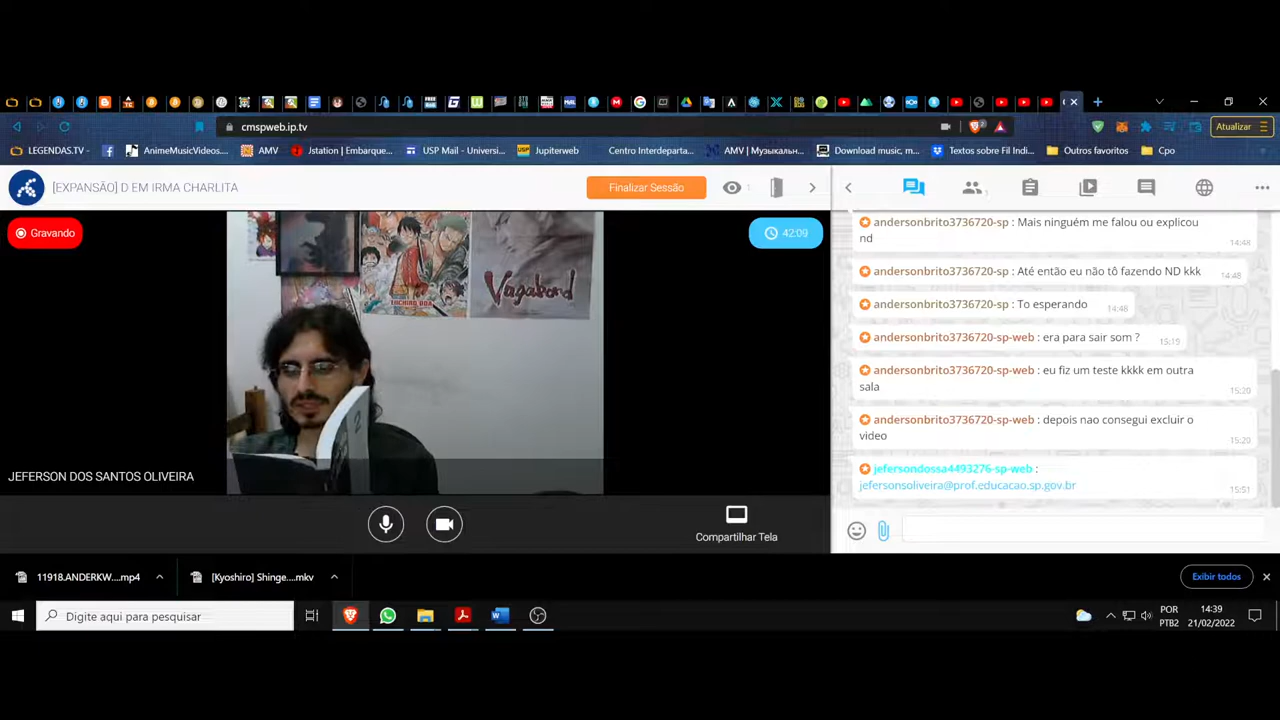 cmspweb.ip.tv
Atualizar
LEGENDAS.TV -
AnimeMusicVideos...
AMV
Jstation | Embarque...
USP Mail - Universi...
Jupiterweb
Centro Interdeparta...
AMV | Музыкальн...
Download music, m...
Textos sobre Fil Indi...
Outros favoritos
Cpo
[EXPANSÃO] D EM IRMA CHARLITA
Finalizar Sessão
1
1
Gravando
42:09
Vagabond
EIICHIRO ODA
JEFERSON DOS SANTOS OLIVEIRA
Compartilhar Tela
andersonbrito3736720-sp : Mais ninguém me falou ou explicou
nd
14:48
andersonbrito3736720-sp : Até então eu não tô fazendo ND kkk
14:48
andersonbrito3736720-sp : To esperando
14:48
andersonbrito3736720-sp-web : era para sair som ?
15:19
andersonbrito3736720-sp-web : eu fiz um teste kkkk em outra
sala
15:20
andersonbrito3736720-sp-web : depois nao consegui excluir o
video
15:20
jefersondossa4493276-sp-web :
jefersonsoliveira@prof.educacao.sp.gov.br
15:51
11918.ANDERKW....mp4
[Kyoshiro] Shinge....mkv
Exibir todos
Digite aqui para pesquisar
POR
PTB2
14:39
21/02/2022